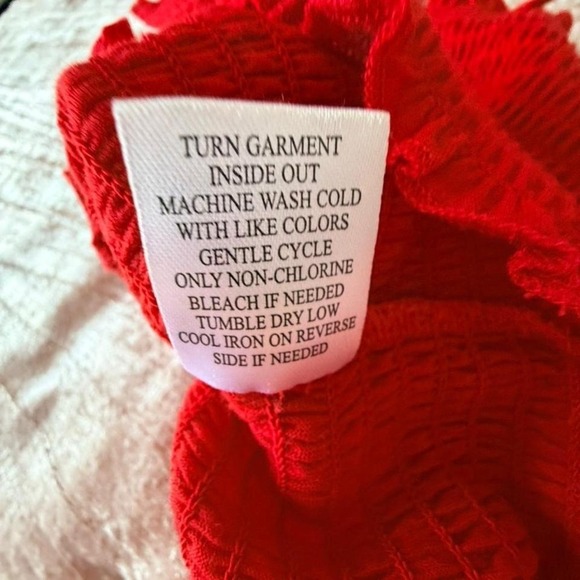 TURN GARMENT
INSIDE OUT
MACHINE WASH COLD
WITH LIKE COLORS
GENTLE CYCLE
ONLY NON-CHLORINE
BLEACH IF NEEDED
TUMBLE DRY LOW
COOL IRON ON REVERSE
SIDE IF NEEDED